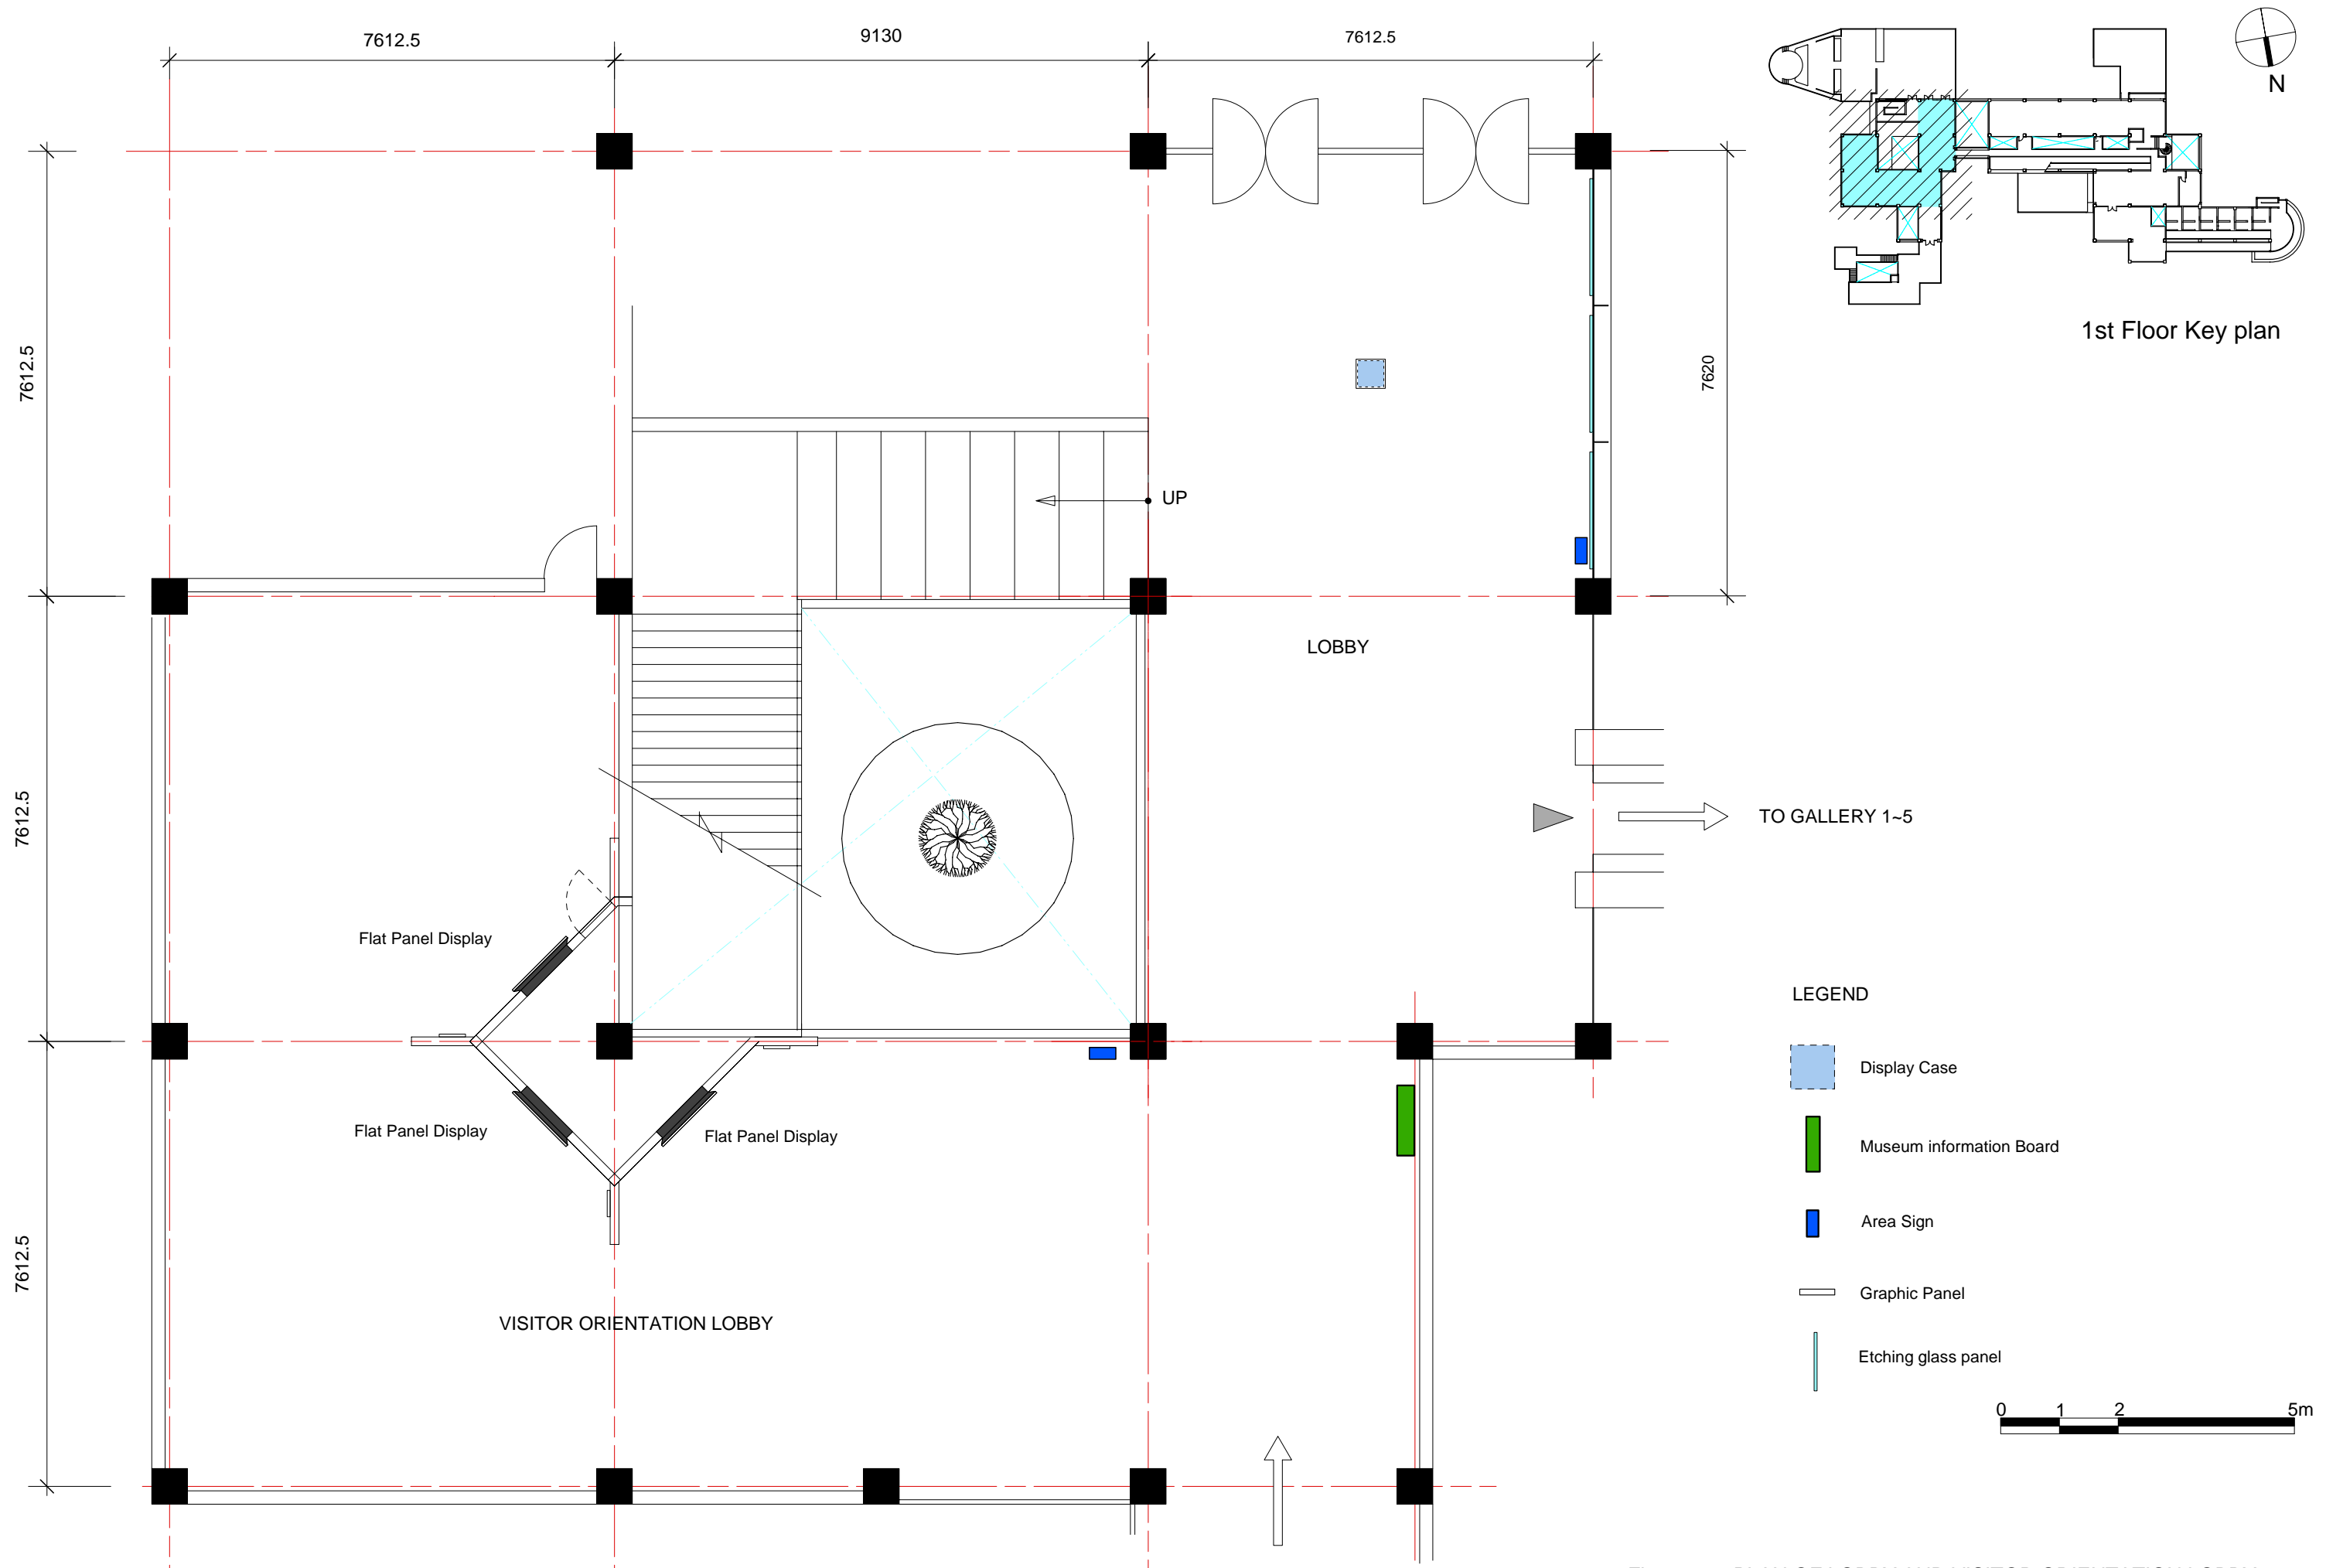 7612.5
9130
7612.5
N
1st Floor Key plan
7612.5
7620
UP
LOBBY
7612.5
TO GALLERY 1~5
Flat Panel Display
LEGEND
Display Case
Flat Panel Display
Flat Panel Display
Museum information Board
Area Sign
7612.5
Graphic Panel
VISITOR ORIENTATION LOBBY
Etching glass panel
0 1 2 5m